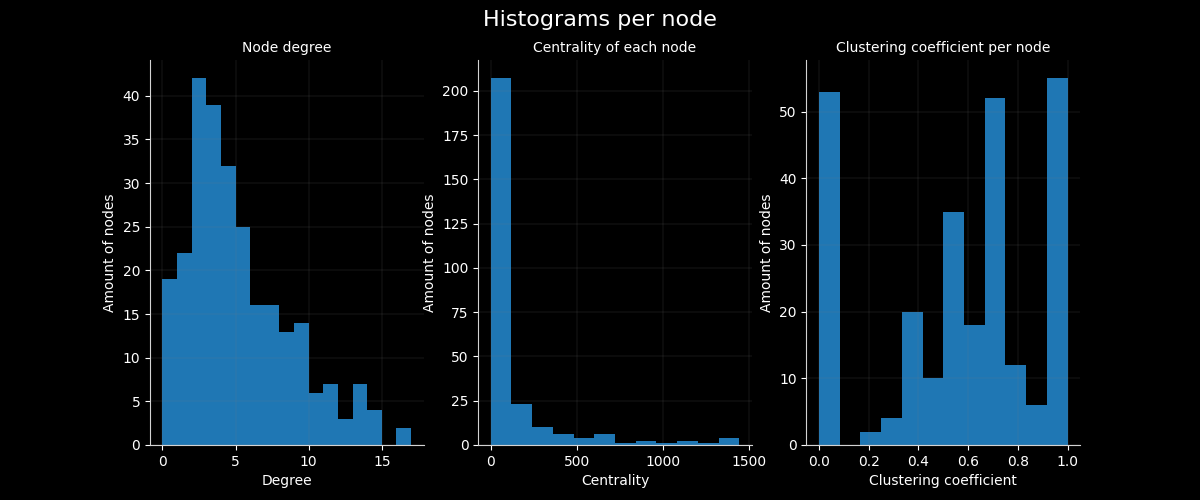 Histograms per node
Node degree
Amount of nodes
40
35
30
25
20
15
10
5
0
0 5 10 15
Degree
Centrality of each node
Amount of nodes
200
175
150
125
100
75
50
25
0
0 500 1000 1500
Centrality
Clustering coefficient per node
Amount of nodes
50
40
30
20
10
0
0.0 0.2 0.4 0.6 0.8 1.0
Clustering coefficient